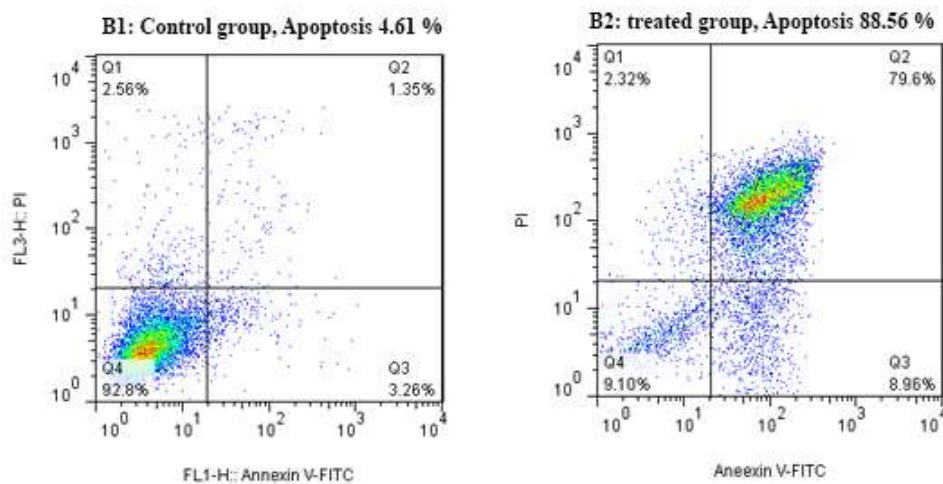 B1: Control group, Apoptosis 4.61 %
Q1
2.56%
Q2
1.35%
10^4
10^3
10^2
10^1
10^0
FL3-H:: PI
Q4
92.8%
Q3
3.26%
10^0 10^1 10^2 10^3 10^4
FL1-H:: Annexin V-FITC
B2: treated group, Apoptosis 88.56 %
Q1
2.32%
Q2
79.6%
10^4
10^3
10^2
10^1
10^0
PI
Q4
9.10%
Q3
8.96%
10^0 10^1 10^2 10^3 10^4
Aneexin V-FITC